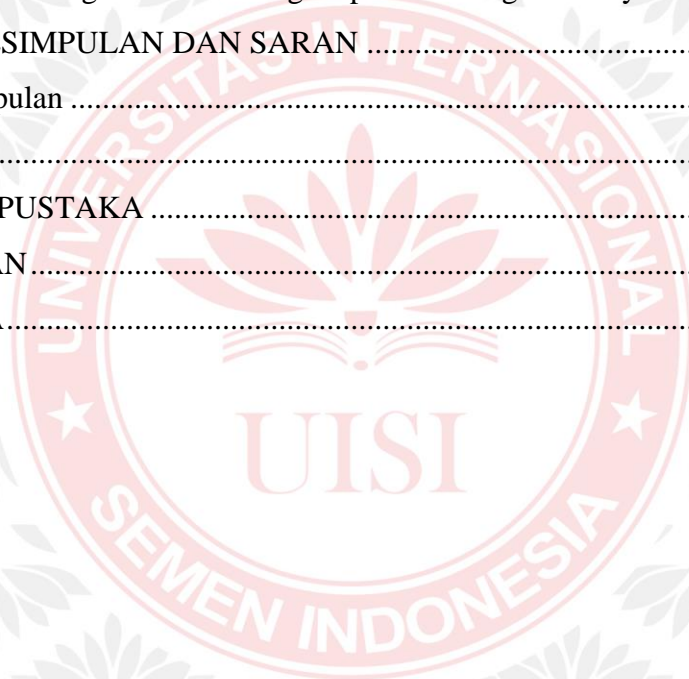 SIMPULAN DAN SARAN ........................................
pulan ................................................................................
................................................................................
PUSTAKA ......................................................................
AN ....................................................................................
A .......................................................................................
UNIVERSITAS INTERNASIONAL
UISI
SEMEN INDONESIA